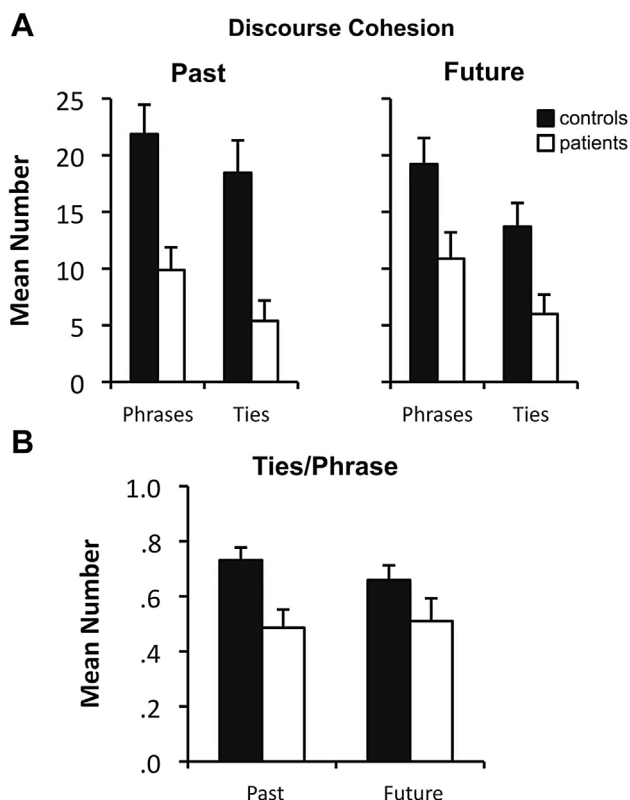 A
Discourse Cohesion
Past
Future
controls
patients
Mean Number
25
20
15
10
5
0
Phrases Ties
Phrases Ties
B
Ties/Phrase
Mean Number
1.0
.8
.6
.4
.2
.0
Past Future